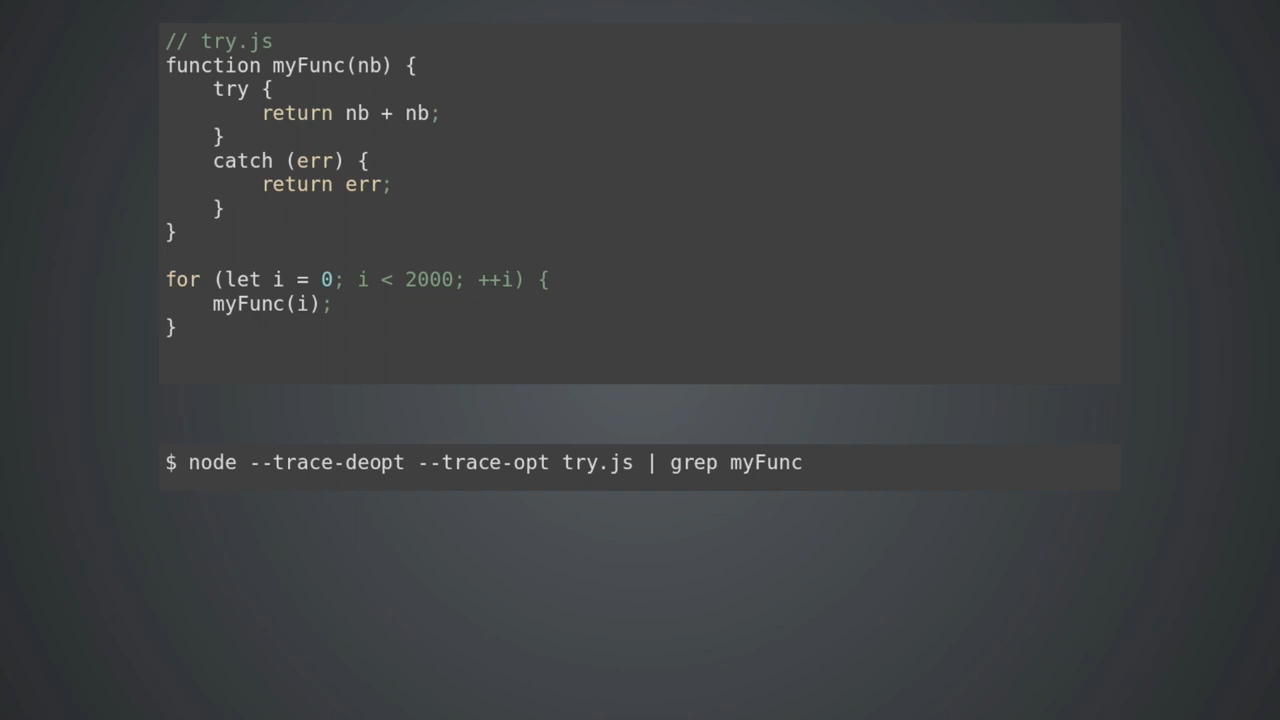 // try.js
function myFunc(nb) {
    try {
        return nb + nb;
    }
    catch (err) {
        return err;
    }
}

for (let i = 0; i < 2000; ++i) {
    myFunc(i);
}

$ node --trace-deopt --trace-opt try.js | grep myFunc